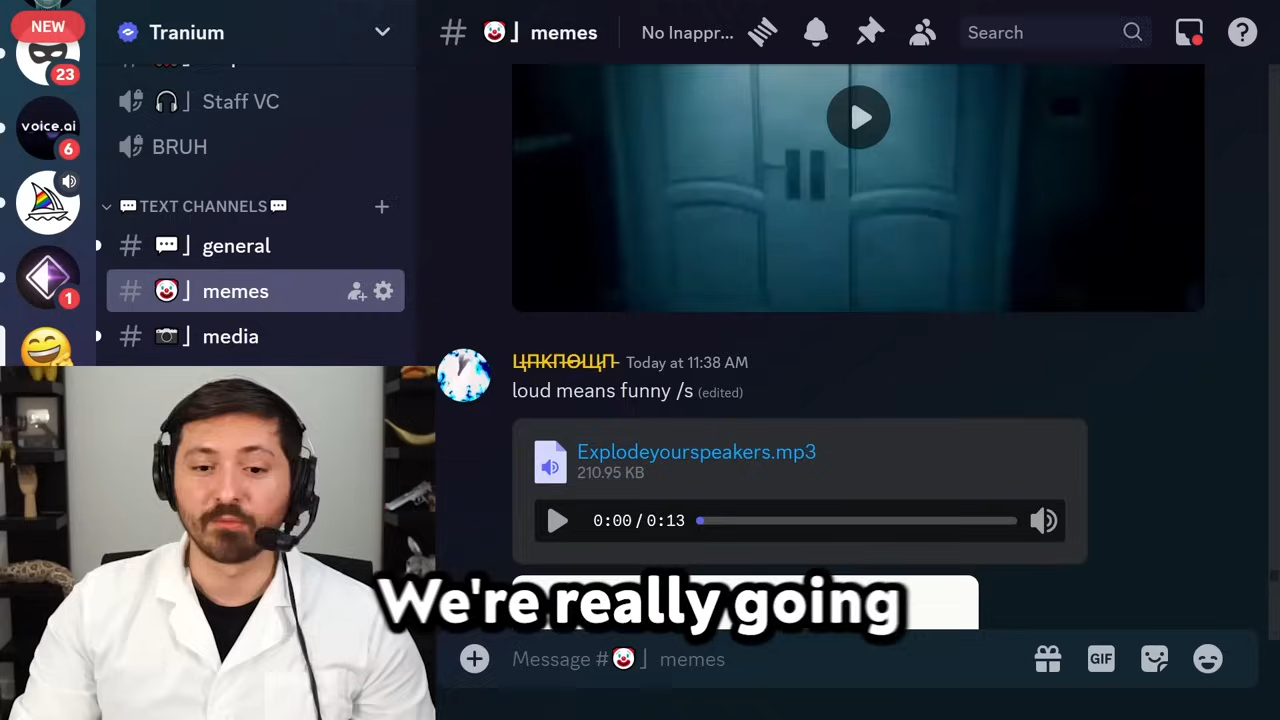 NEW
23
voice.ai
6
1
Tranium
Staff VC
BRUH
TEXT CHANNELS
general
memes
media
memes
No Inappr...
Search
ЦПКПОЩП Today at 11:38 AM
loud means funny /s (edited)
Explodeyourspeakers.mp3
210.95 KB
0:00 / 0:13
We're really going
Message # memes
GIF